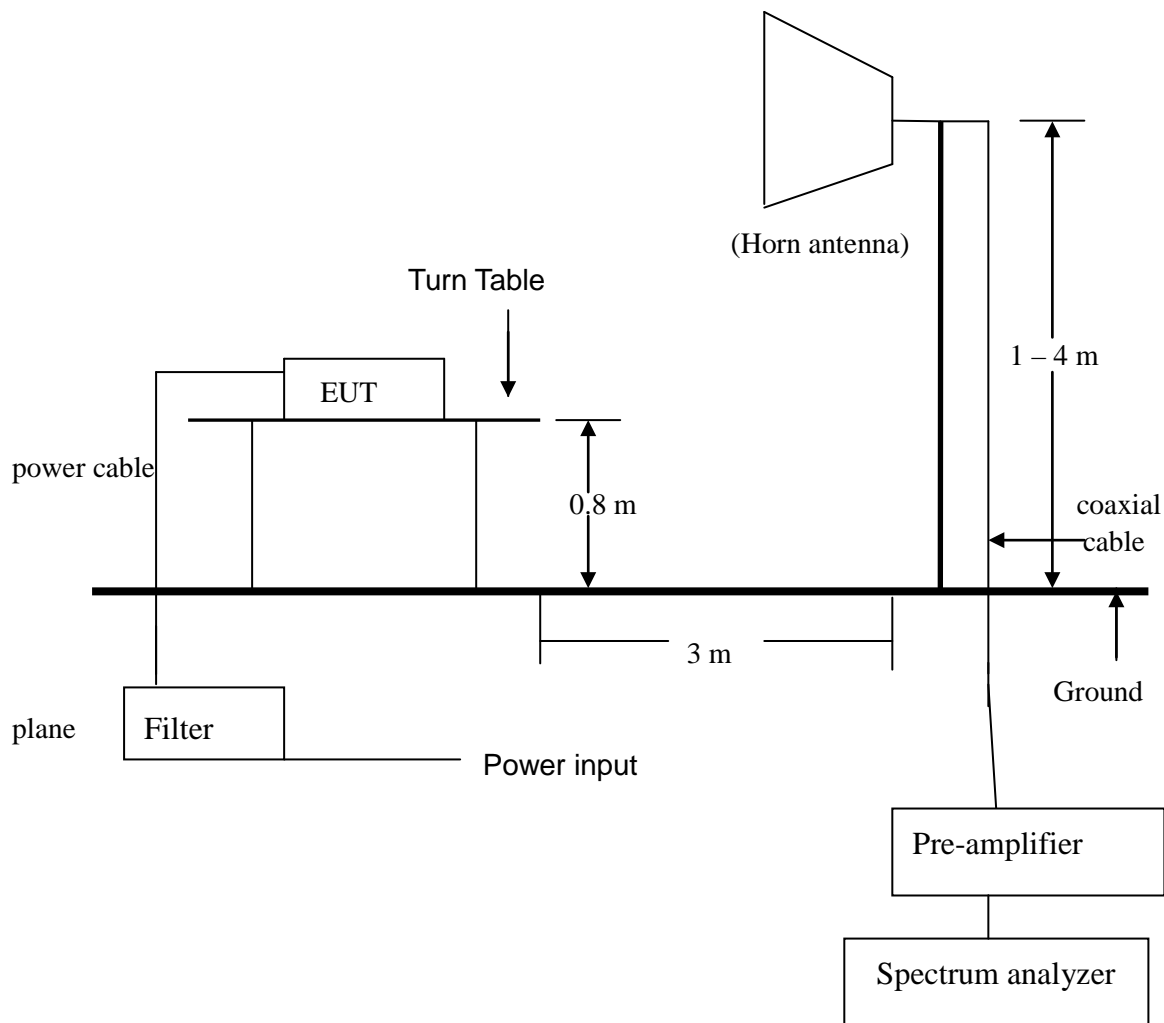 (Horn antenna)
Turn Table
1 – 4 m
EUT
power cable
0.8 m
coaxial
cable
3 m
Ground
plane
Filter
Power input
Pre-amplifier
Spectrum analyzer